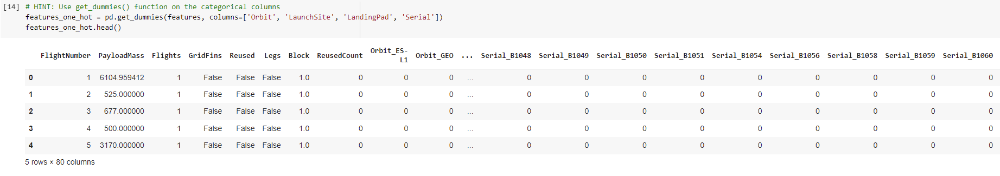 [14] # HINT: Use get_dummies() function on the categorical columns
features_one_hot = pd.get_dummies(features, columns=['Orbit', 'LaunchSite', 'LandingPad', 'Serial'])
features_one_hot.head()
FlightNumber PayloadMass Flights GridFins Reused Legs Block ReusedCount Orbit_ES-L1 Orbit_GEO ... Serial_B1048 Serial_B1049 Serial_B1050 Serial_B1051 Serial_B1054 Serial_B1056 Serial_B1058 Serial_B1059 Serial_B1060
0 1 6104.959412 1 False False False 1.0 0 0 0 ... 0 0 0 0 0 0 0 0 0
1 2 525.000000 1 False False False 1.0 0 0 0 ... 0 0 0 0 0 0 0 0 0
2 3 677.000000 1 False False False 1.0 0 0 0 ... 0 0 0 0 0 0 0 0 0
3 4 500.000000 1 False False False 1.0 0 0 0 ... 0 0 0 0 0 0 0 0 0
4 5 3170.000000 1 False False False 1.0 0 0 0 ... 0 0 0 0 0 0 0 0 0
5 rows × 80 columns